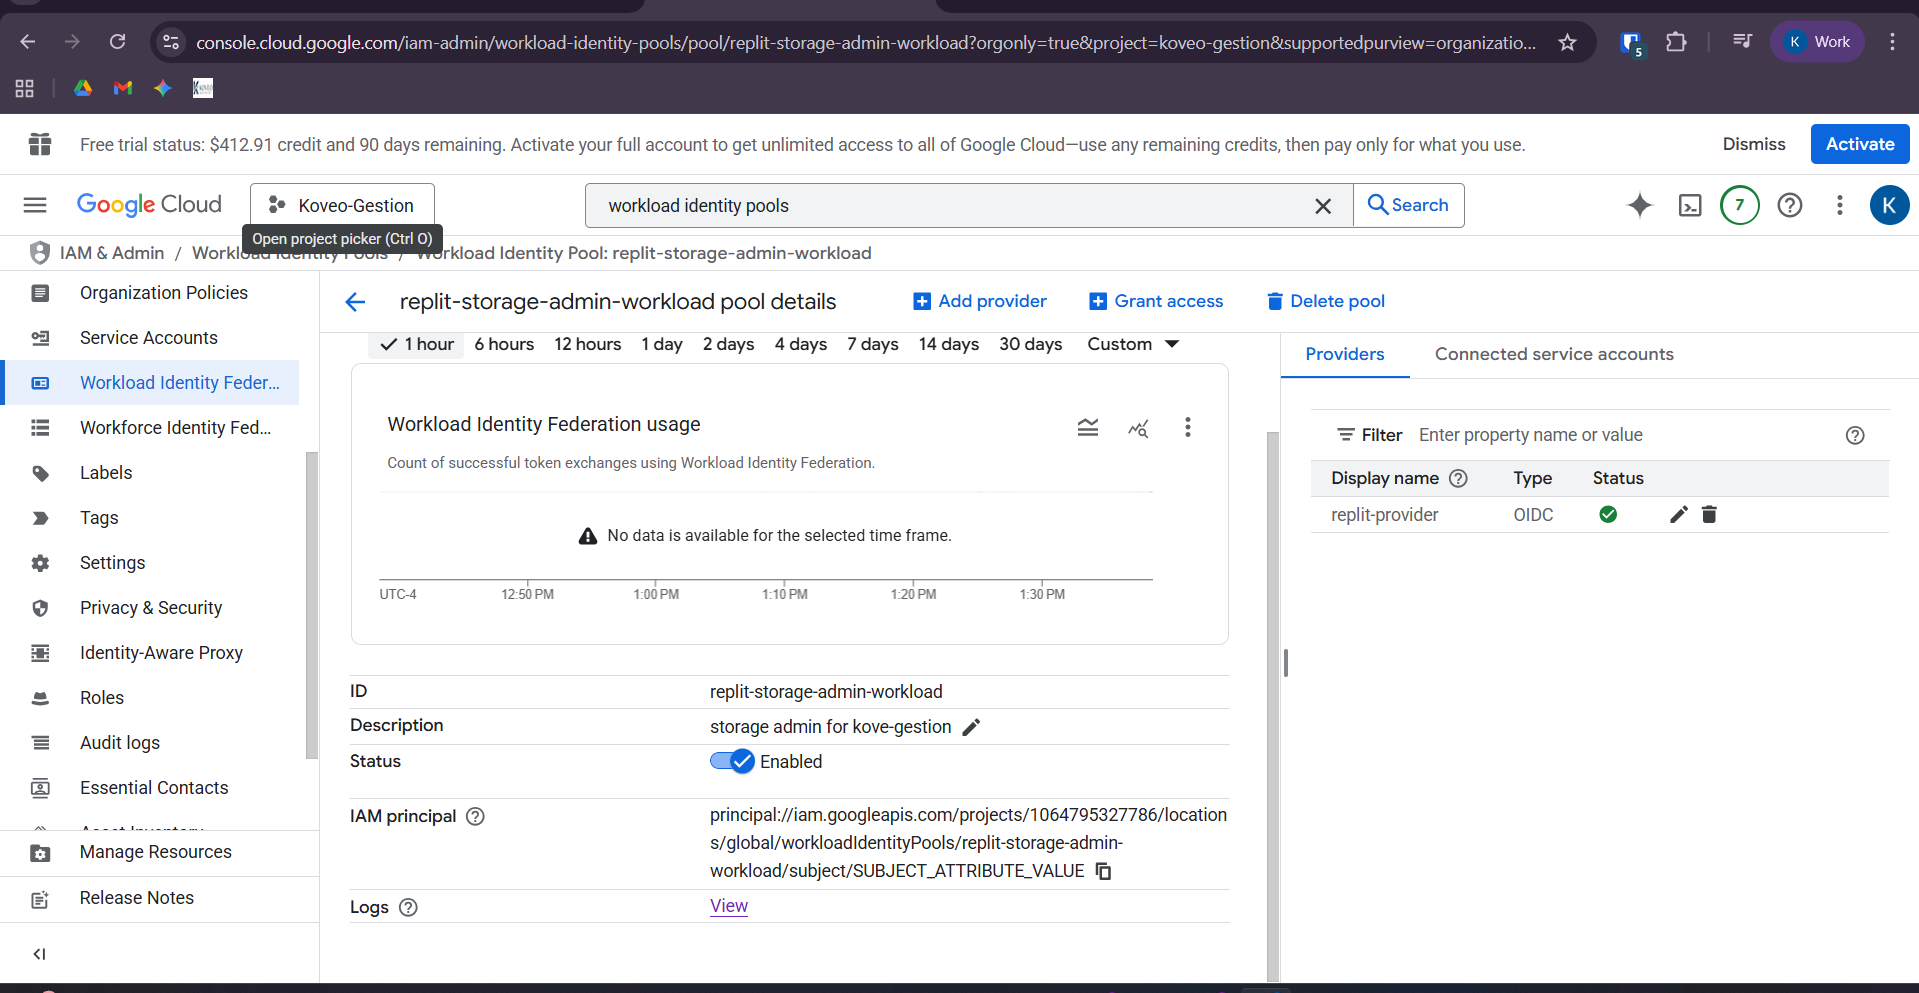 console.cloud.google.com/iam-admin/workload-identity-pools/pool/replit-storage-admin-workload?orgonly=true&project=koveo-gestion&supportedpurview=organizatio...
5
K Work
Free trial status: $412.91 credit and 90 days remaining. Activate your full account to get unlimited access to all of Google Cloud—use any remaining credits, then pay only for what you use.
Dismiss
Activate
Google Cloud
Koveo-Gestion
workload identity pools
Search
7
K
Open project picker (Ctrl O)
IAM & Admin / Workload Identity Pools / Workload Identity Pool: replit-storage-admin-workload
Organization Policies
Service Accounts
Workload Identity Feder...
Workforce Identity Fed...
Labels
Tags
Settings
Privacy & Security
Identity-Aware Proxy
Roles
Audit logs
Essential Contacts
Asset Inventory
Manage Resources
Release Notes
replit-storage-admin-workload pool details
Add provider
Grant access
Delete pool
1 hour 6 hours 12 hours 1 day 2 days 4 days 7 days 14 days 30 days Custom
Workload Identity Federation usage
Count of successful token exchanges using Workload Identity Federation.
No data is available for the selected time frame.
UTC-4 12:50 PM 1:00 PM 1:10 PM 1:20 PM 1:30 PM
ID replit-storage-admin-workload
Description storage admin for kove-gestion
Status Enabled
IAM principal principal://iam.googleapis.com/projects/1064795327786/location
s/global/workloadIdentityPools/replit-storage-admin-
workload/subject/SUBJECT_ATTRIBUTE_VALUE
Logs View
Providers
Connected service accounts
Filter Enter property name or value
Display name Type Status
replit-provider OIDC